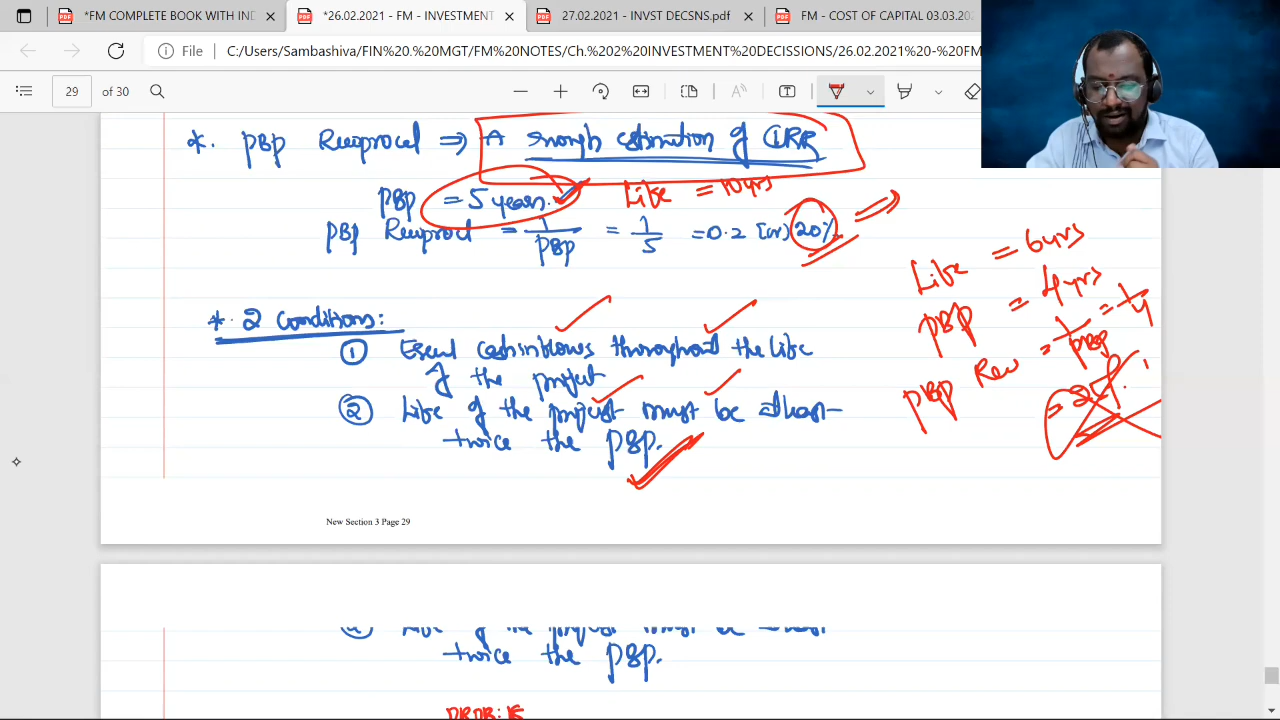 *FM COMPLETE BOOK WITH IND
*26.02.2021 - FM - INVESTMENT
27.02.2021 - INVST DECSNS.pdf
FM - COST OF CAPITAL 03.03.20
File
C:/Users/Sambashiva/FIN%20.%20MGT/FM%20NOTES/Ch.%202%20INVESTMENT%20DECISSIONS/26.02.2021%20-%20FM
29 of 30
*. PBP Reciprocal ⇒ A rough estimation of IRR
PBP = 5 years. Life = 10yrs
PBP Reciprocal = 1/PBP = 1/5 = 0.2 (or) 20%
Life = 6yrs
PBP = 4yrs
PBP Rec = 1/PBP = 1/4
= 25%
*. 2 Conditions:
① Equal cash inflows throughout the life
of the project
② Life of the project must be atleast
twice the PBP.
New Section 3 Page 29
twice the PBP.